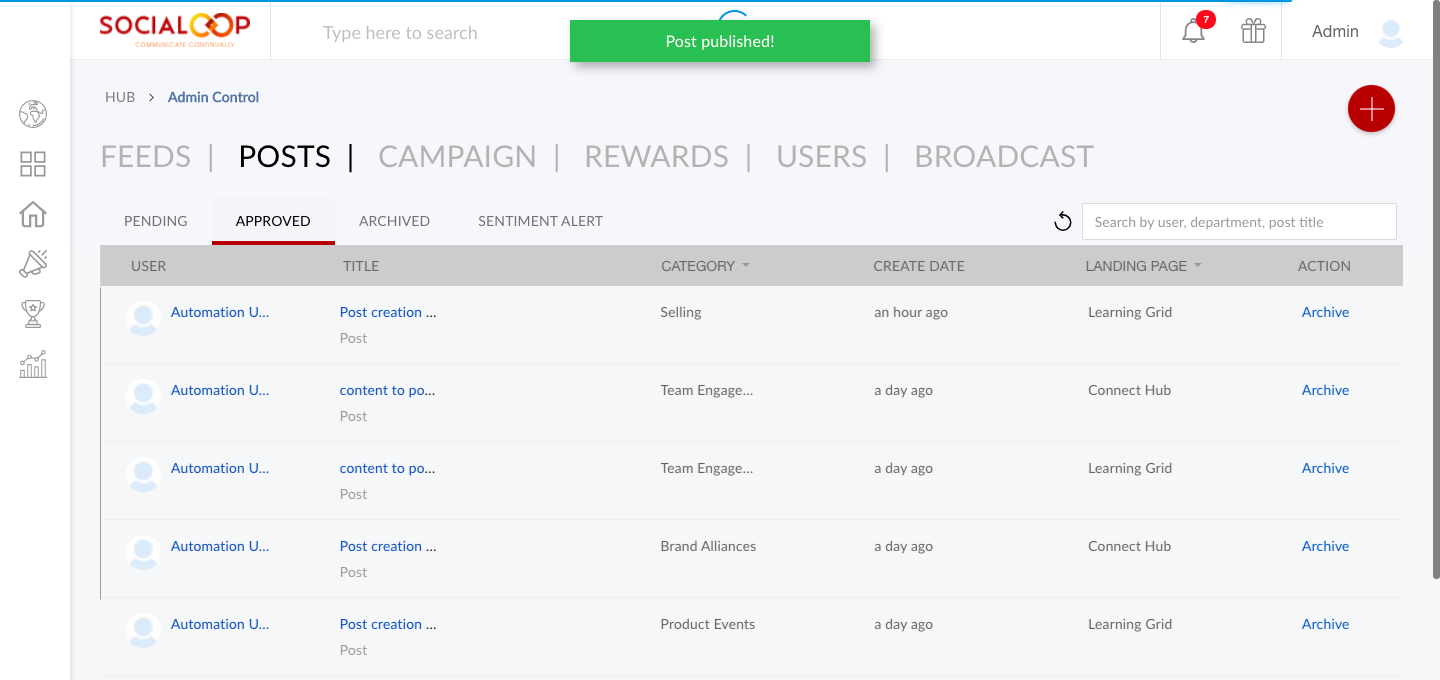 SOCIALOOP
COMMUNICATE CONTINUALLY
Type here to search
Post published!
7
Admin
HUB > Admin Control
FEEDS | POSTS | CAMPAIGN | REWARDS | USERS | BROADCAST
PENDING APPROVED ARCHIVED SENTIMENT ALERT Search by user, department, post title
USER TITLE CATEGORY CREATE DATE LANDING PAGE ACTION
Automation U... Post creation ... Selling an hour ago Learning Grid Archive
Post
Automation U... content to po... Team Engage... a day ago Connect Hub Archive
Post
Automation U... content to po... Team Engage... a day ago Learning Grid Archive
Post
Automation U... Post creation ... Brand Alliances a day ago Connect Hub Archive
Post
Automation U... Post creation ... Product Events a day ago Learning Grid Archive
Post